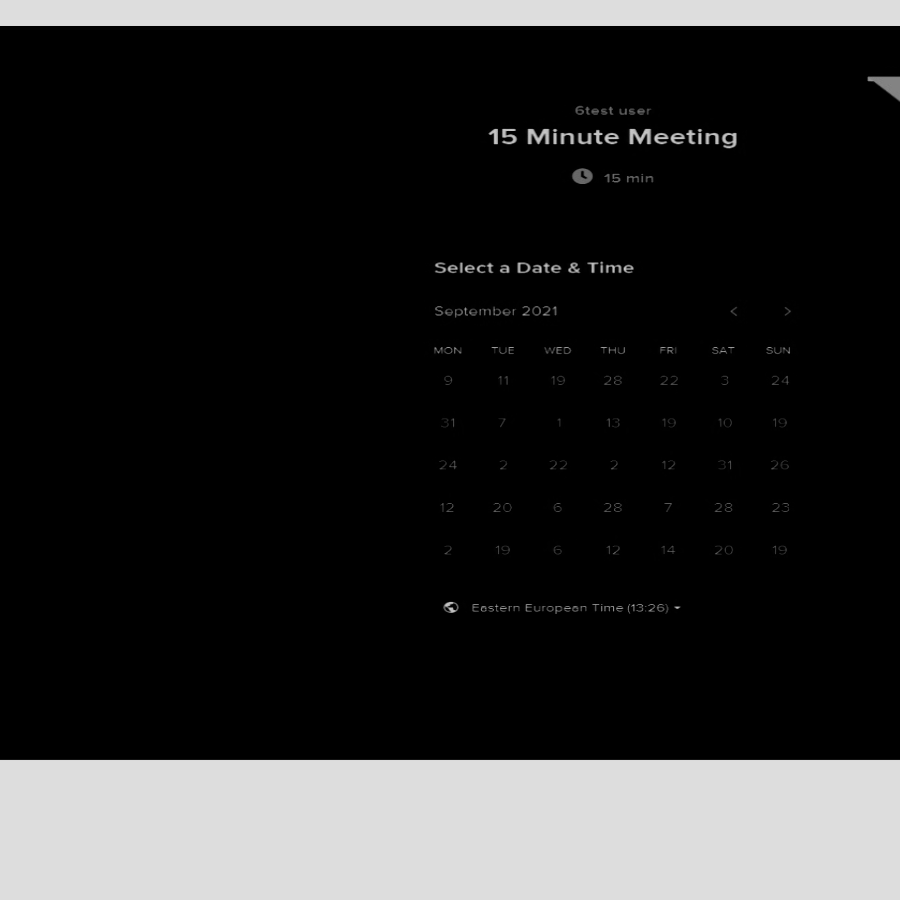 6test user
15 Minute Meeting
15 min
Select a Date & Time
September 2021
< >
MON TUE WED THU FRI SAT SUN
9 11 19 28 22 3 24
31 7 1 13 19 10 19
24 2 22 2 12 31 26
12 20 6 28 7 28 23
2 19 6 12 14 20 19
Eastern European Time (13:26)